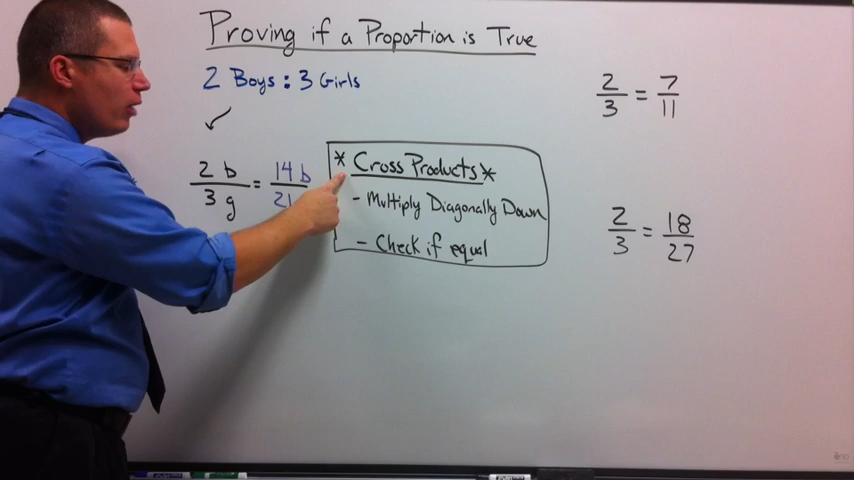 Proving if a Proportion is True
2 Boys : 3 Girls
2 b / 3 g = 14 b / 21
* Cross Products *
- Multiply Diagonally Down
- Check if equal
2/3 = 7/11
2/3 = 18/27